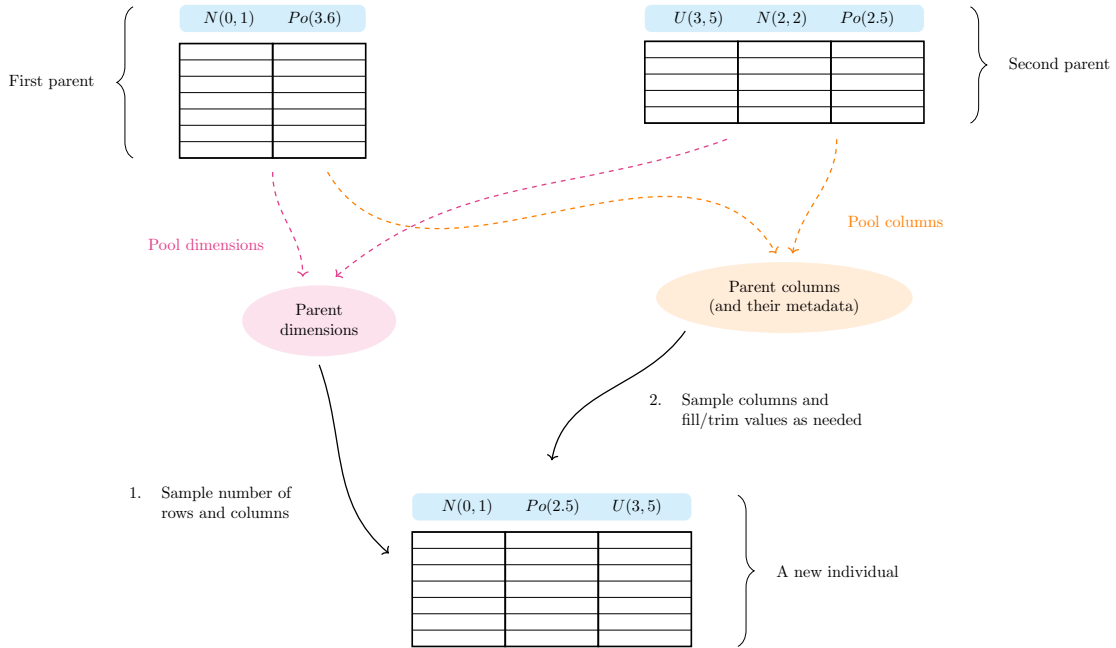 N(0, 1) Po(3.6)
U(3, 5) N(2, 2) Po(2.5)
First parent
Second parent
Pool dimensions
Pool columns
Parent
dimensions
Parent columns
(and their metadata)
2. Sample columns and
fill/trim values as needed
1. Sample number of
rows and columns
N(0, 1) Po(2.5) U(3, 5)
A new individual